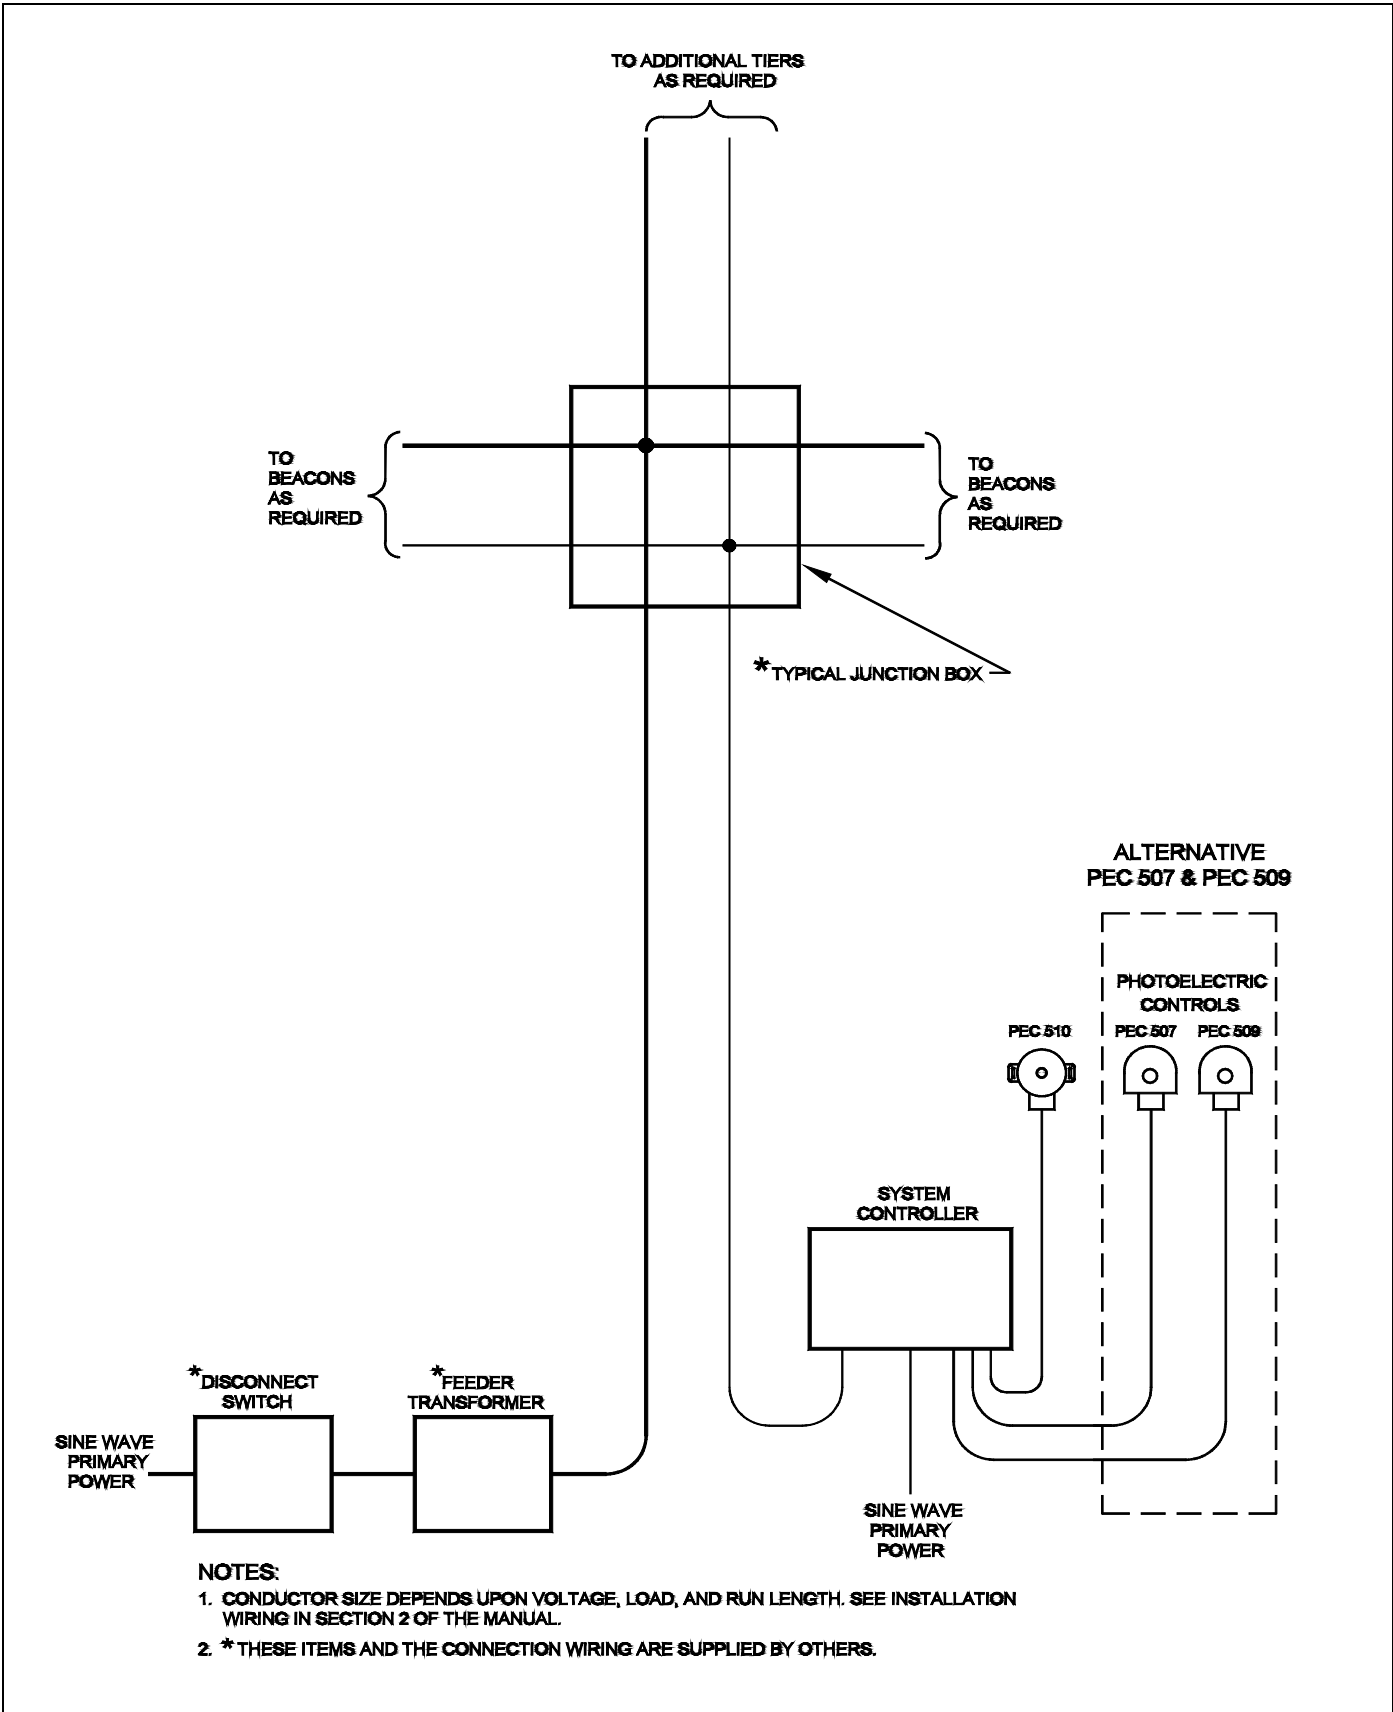 TO ADDITIONAL TIERS
AS REQUIRED
TO
BEACONS
AS
REQUIRED
TO
BEACONS
AS
REQUIRED
*TYPICAL JUNCTION BOX
ALTERNATIVE
PEC 507 & PEC 509
PHOTOELECTRIC
CONTROLS
PEC 510
PEC 507
PEC 509
SYSTEM
CONTROLLER
*DISCONNECT
SWITCH
*FEEDER
TRANSFORMER
SINE WAVE
PRIMARY
POWER
SINE WAVE
PRIMARY
POWER
NOTES:
1. CONDUCTOR SIZE DEPENDS UPON VOLTAGE, LOAD, AND RUN LENGTH. SEE INSTALLATION
WIRING IN SECTION 2 OF THE MANUAL.
2. * THESE ITEMS AND THE CONNECTION WIRING ARE SUPPLIED BY OTHERS.